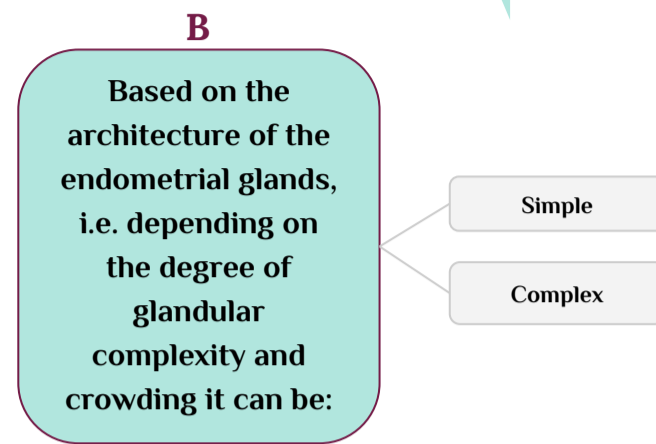 B
Based on the
architecture of the
endometrial glands,
i.e. depending on
the degree of
glandular
complexity and
crowding it can be:
Simple
Complex